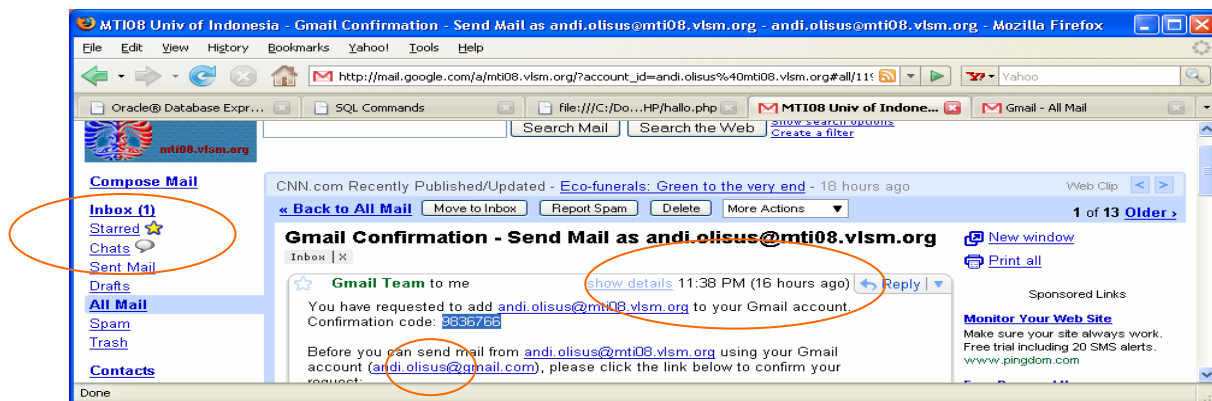 MTI08 Univ of Indonesia - Gmail Confirmation - Send Mail as andi.olisus@mti08.vlsm.org - andi.olisus@mti08.vlsm.org - Mozilla Firefox
File Edit View History Bookmarks Yahoo! Tools Help
http://mail.google.com/a/mti08.vlsm.org/?account_id=andi.olisus%40mti08.vlsm.org#all/119 Yahoo
Oracle® Database Expr... SQL Commands file:///C:/Do...HP/hallo.php MTI08 Univ of Indone... Gmail - All Mail
Search Mail Search the Web Show search options
Create a filter
mti08.vlsm.org
Compose Mail
Inbox (1)
Starred
Chats
Sent Mail
Drafts
All Mail
Spam
Trash
Contacts
CNN.com Recently Published/Updated - Eco-funerals: Green to the very end - 18 hours ago Web Clip < >
« Back to All Mail Move to Inbox Report Spam Delete More Actions 1 of 13 Older ›
Gmail Confirmation - Send Mail as andi.olisus@mti08.vlsm.org
Inbox | X
Gmail Team to me show details 11:38 PM (16 hours ago) Reply
You have requested to add andi.olisus@mti08.vlsm.org to your Gmail account.
Confirmation code: 9836766
Before you can send mail from andi.olisus@mti08.vlsm.org using your Gmail
account (andi.olisus@gmail.com), please click the link below to confirm your
request:
New window
Print all
Sponsored Links
Monitor Your Web Site
Make sure your site always work.
Free trial including 20 SMS alerts.
www.pingdom.com
Done